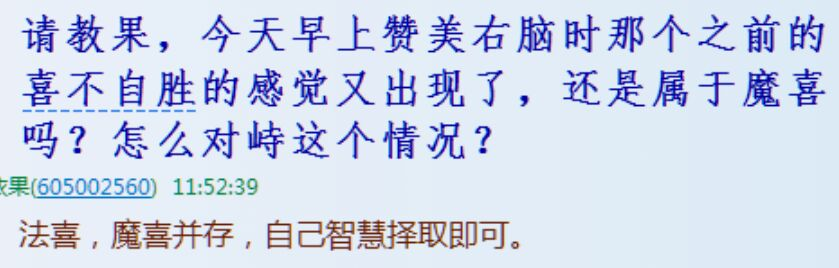 请教果，今天早上赞美右脑时那个之前的
喜不自胜的感觉又出现了，还是属于魔喜
吗？怎么对峙这个情况？
果(605002560) 11:52:39
法喜，魔喜并存，自己智慧择取即可。